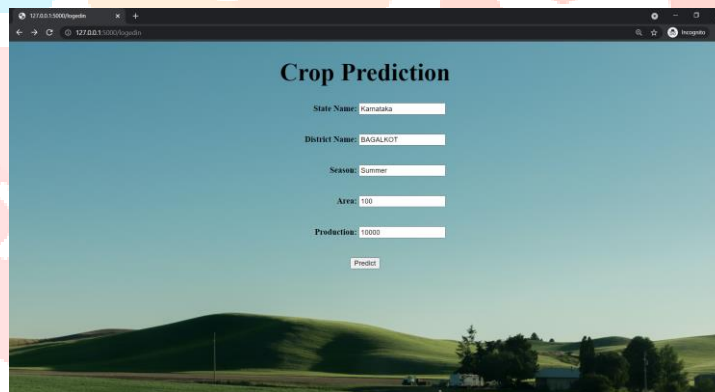 127.0.0.1:5000/logedin
127.0.0.1:5000/logedin
Incognito
Crop Prediction
State Name: Karnataka
District Name: BAGALKOT
Season: Summer
Area: 100
Production: 10000
Predict